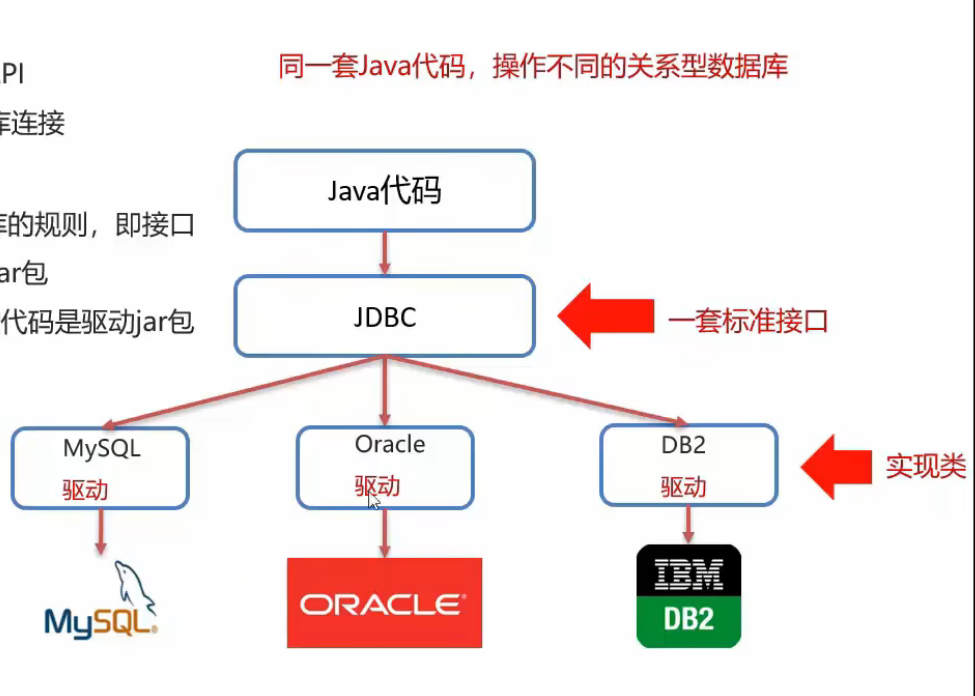 同一套Java代码，操作不同的关系型数据库
PI
库连接
库的规则，即接口
ar包
代码是驱动jar包
Java代码
JDBC
一套标准接口
MySQL
驱动
Oracle
驱动
DB2
驱动
实现类
MySQL®
ORACLE®
IBM
DB2